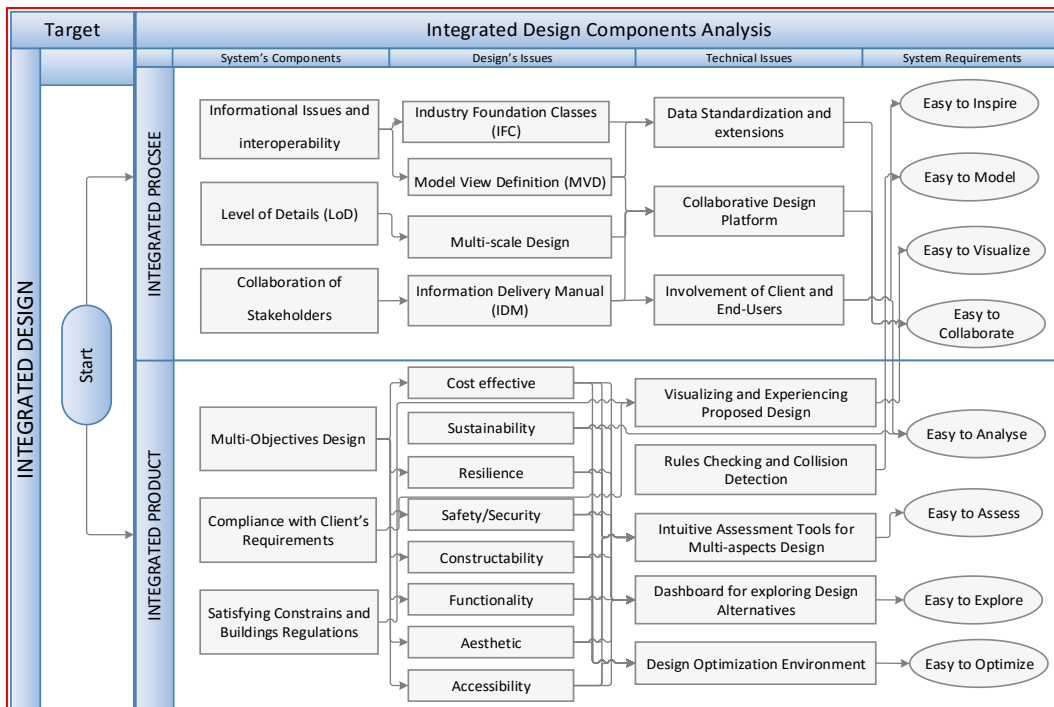 Target
Integrated Design Components Analysis
System's Components
Design's Issues
Technical Issues
System Requirements
INTEGRATED DESIGN
Start
INTEGRATED PROCSEE
Informational Issues and
interoperability
Level of Details (LoD)
Collaboration of
Stakeholders
Industry Foundation Classes
(IFC)
Model View Definition (MVD)
Multi-scale Design
Information Delivery Manual
(IDM)
Data Standardization and
extensions
Collaborative Design
Platform
Involvement of Client and
End-Users
Easy to Inspire
Easy to Model
Easy to Visualize
Easy to
Collaborate
INTEGRATED PRODUCT
Multi-Objectives Design
Compliance with Client's
Requirements
Satisfying Constrains and
Buildings Regulations
Cost effective
Sustainability
Resilience
Safety/Security
Constructability
Functionality
Aesthetic
Accessibility
Visualizing and Experiencing
Proposed Design
Rules Checking and Collision
Detection
Intuitive Assessment Tools for
Multi-aspects Design
Dashboard for exploring Design
Alternatives
Design Optimization Environment
Easy to Analyse
Easy to Assess
Easy to Explore
Easy to Optimize